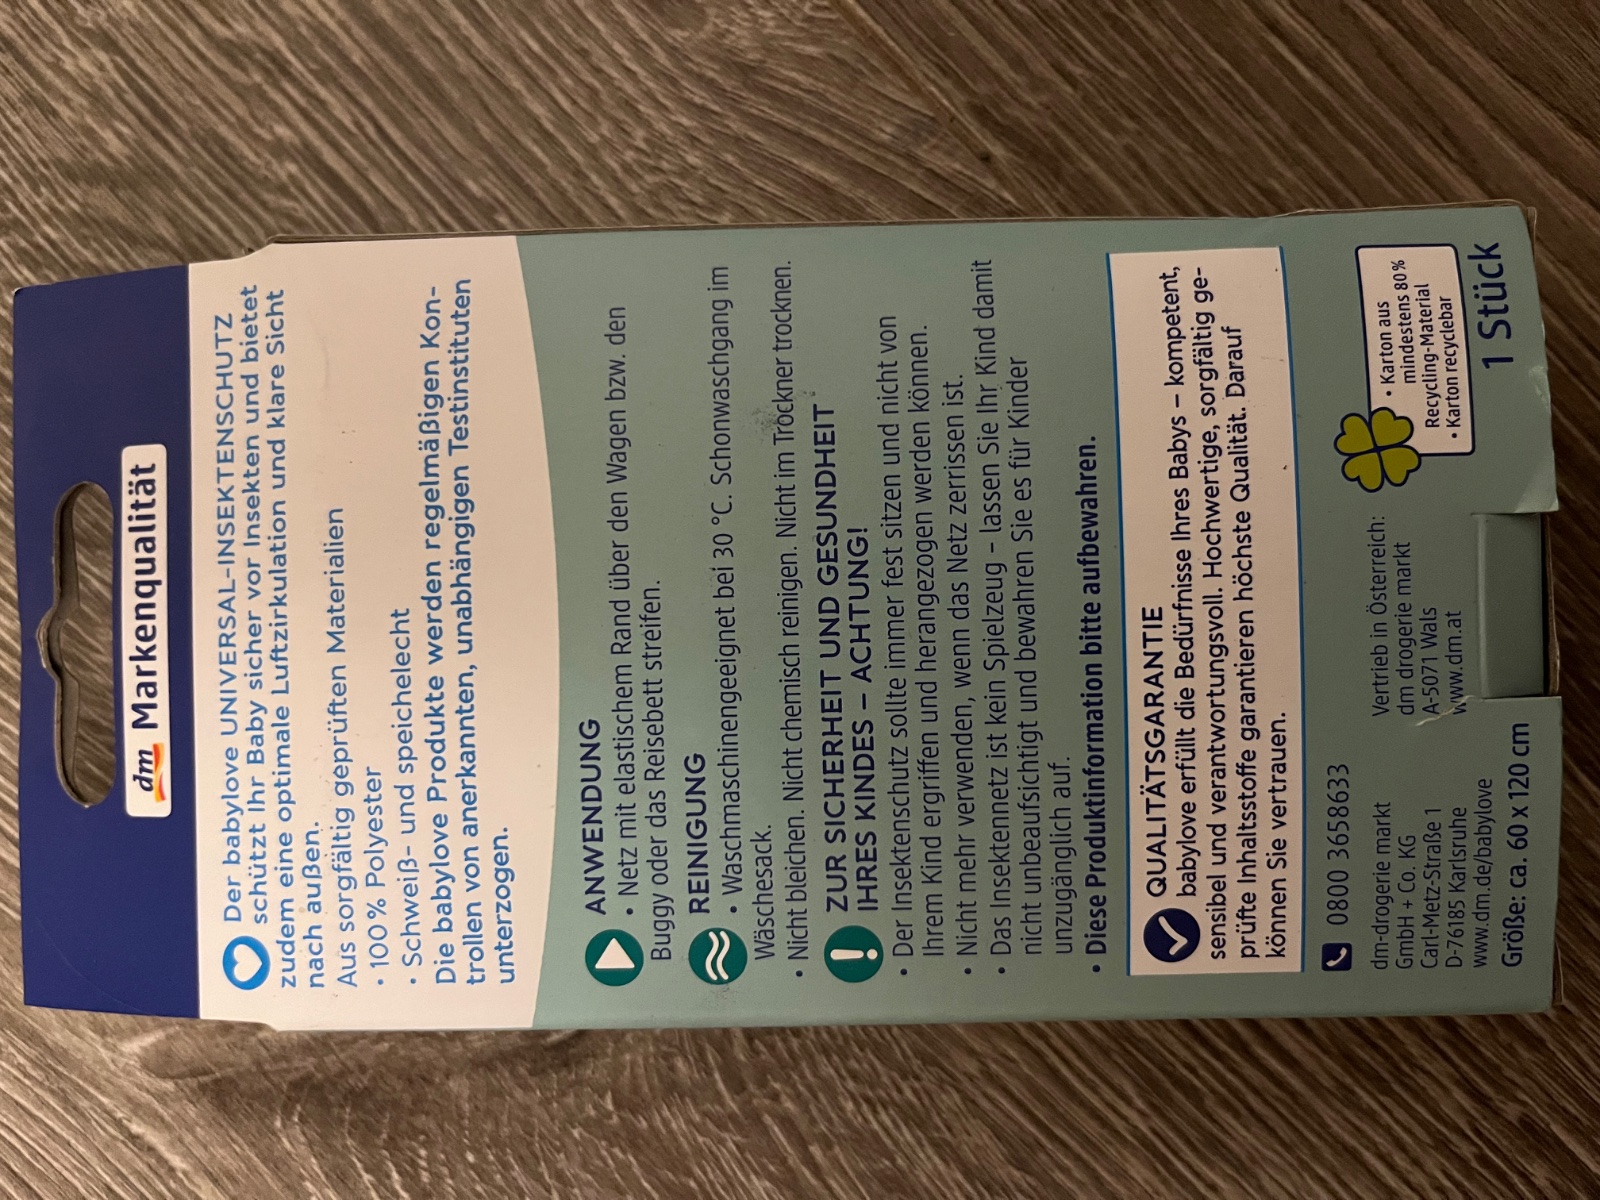 dm Markenqualität
Der babylove UNIVERSAL-INSEKTENSCHUTZ
schützt Ihr Baby sicher vor Insekten und bietet
zudem eine optimale Luftzirkulation und klare Sicht
nach außen.
Aus sorgfältig geprüften Materialien
• 100 % Polyester
• Schweiß- und speichelecht
Die babylove Produkte werden regelmäßigen Kon-
trollen von anerkannten, unabhängigen Testinstituten
unterzogen.
ANWENDUNG
• Netz mit elastischem Rand über den Wagen bzw. den
Buggy oder das Reisebett streifen.
REINIGUNG
• Waschmaschinengeeignet bei 30 °C. Schonwaschgang im
Wäschesack.
• Nicht bleichen. Nicht chemisch reinigen. Nicht im Trockner trocknen.
ZUR SICHERHEIT UND GESUNDHEIT
IHRES KINDES – ACHTUNG!
• Der Insektenschutz sollte immer fest sitzen und nicht von
Ihrem Kind ergriffen und herangezogen werden können.
• Nicht mehr verwenden, wenn das Netz zerrissen ist.
• Das Insektennetz ist kein Spielzeug – lassen Sie Ihr Kind damit
nicht unbeaufsichtigt und bewahren Sie es für Kinder
unzugänglich auf.
• Diese Produktinformation bitte aufbewahren.
QUALITÄTSGARANTIE
babylove erfüllt die Bedürfnisse Ihres Babys – kompetent,
sensibel und verantwortungsvoll. Hochwertige, sorgfältig ge-
prüfte Inhaltsstoffe garantieren höchste Qualität. Darauf
können Sie vertrauen.
0800 3658633
dm-drogerie markt
GmbH + Co. KG
Carl-Metz-Straße 1
D-76185 Karlsruhe
www.dm.de/babylove
Größe: ca. 60 x 120 cm
Vertrieb in Österreich:
dm drogerie markt
A-5071 Wals
www.dm.at
• Karton aus
mindestens 80 %
Recycling-Material
• Karton recyclebar
1 Stück